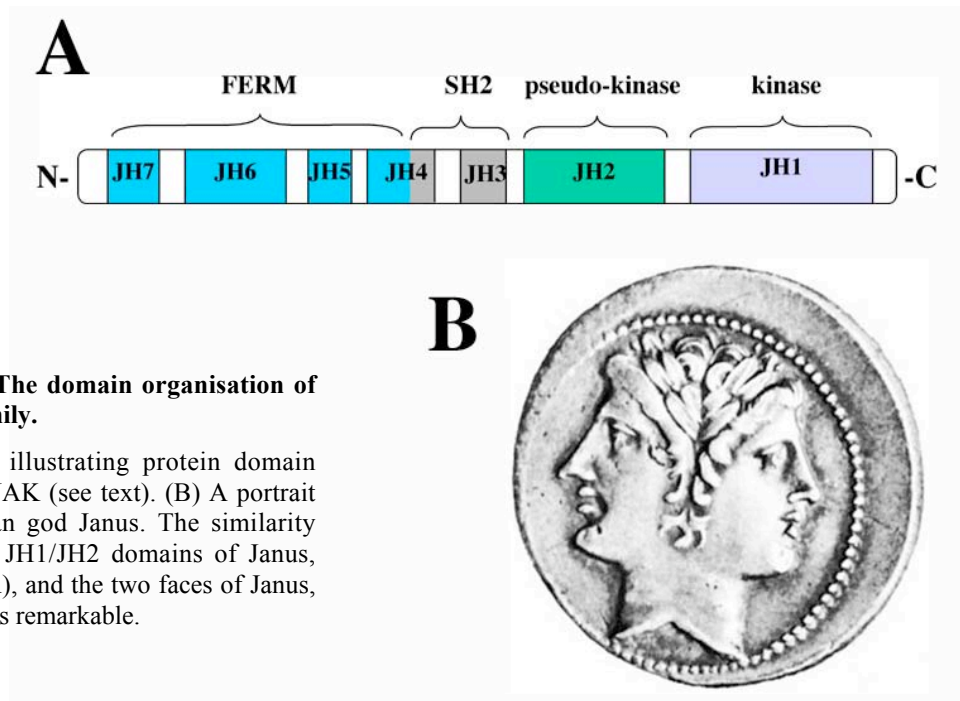 A
FERM SH2 pseudo-kinase kinase
N- JH7 JH6 JH5 JH4 JH3 JH2 JH1 -C
B
The domain organisation of
illustrating protein domain
JAK (see text). (B) A portrait
god Janus. The similarity
JH1/JH2 domains of Janus,
and the two faces of Janus,
remarkable.